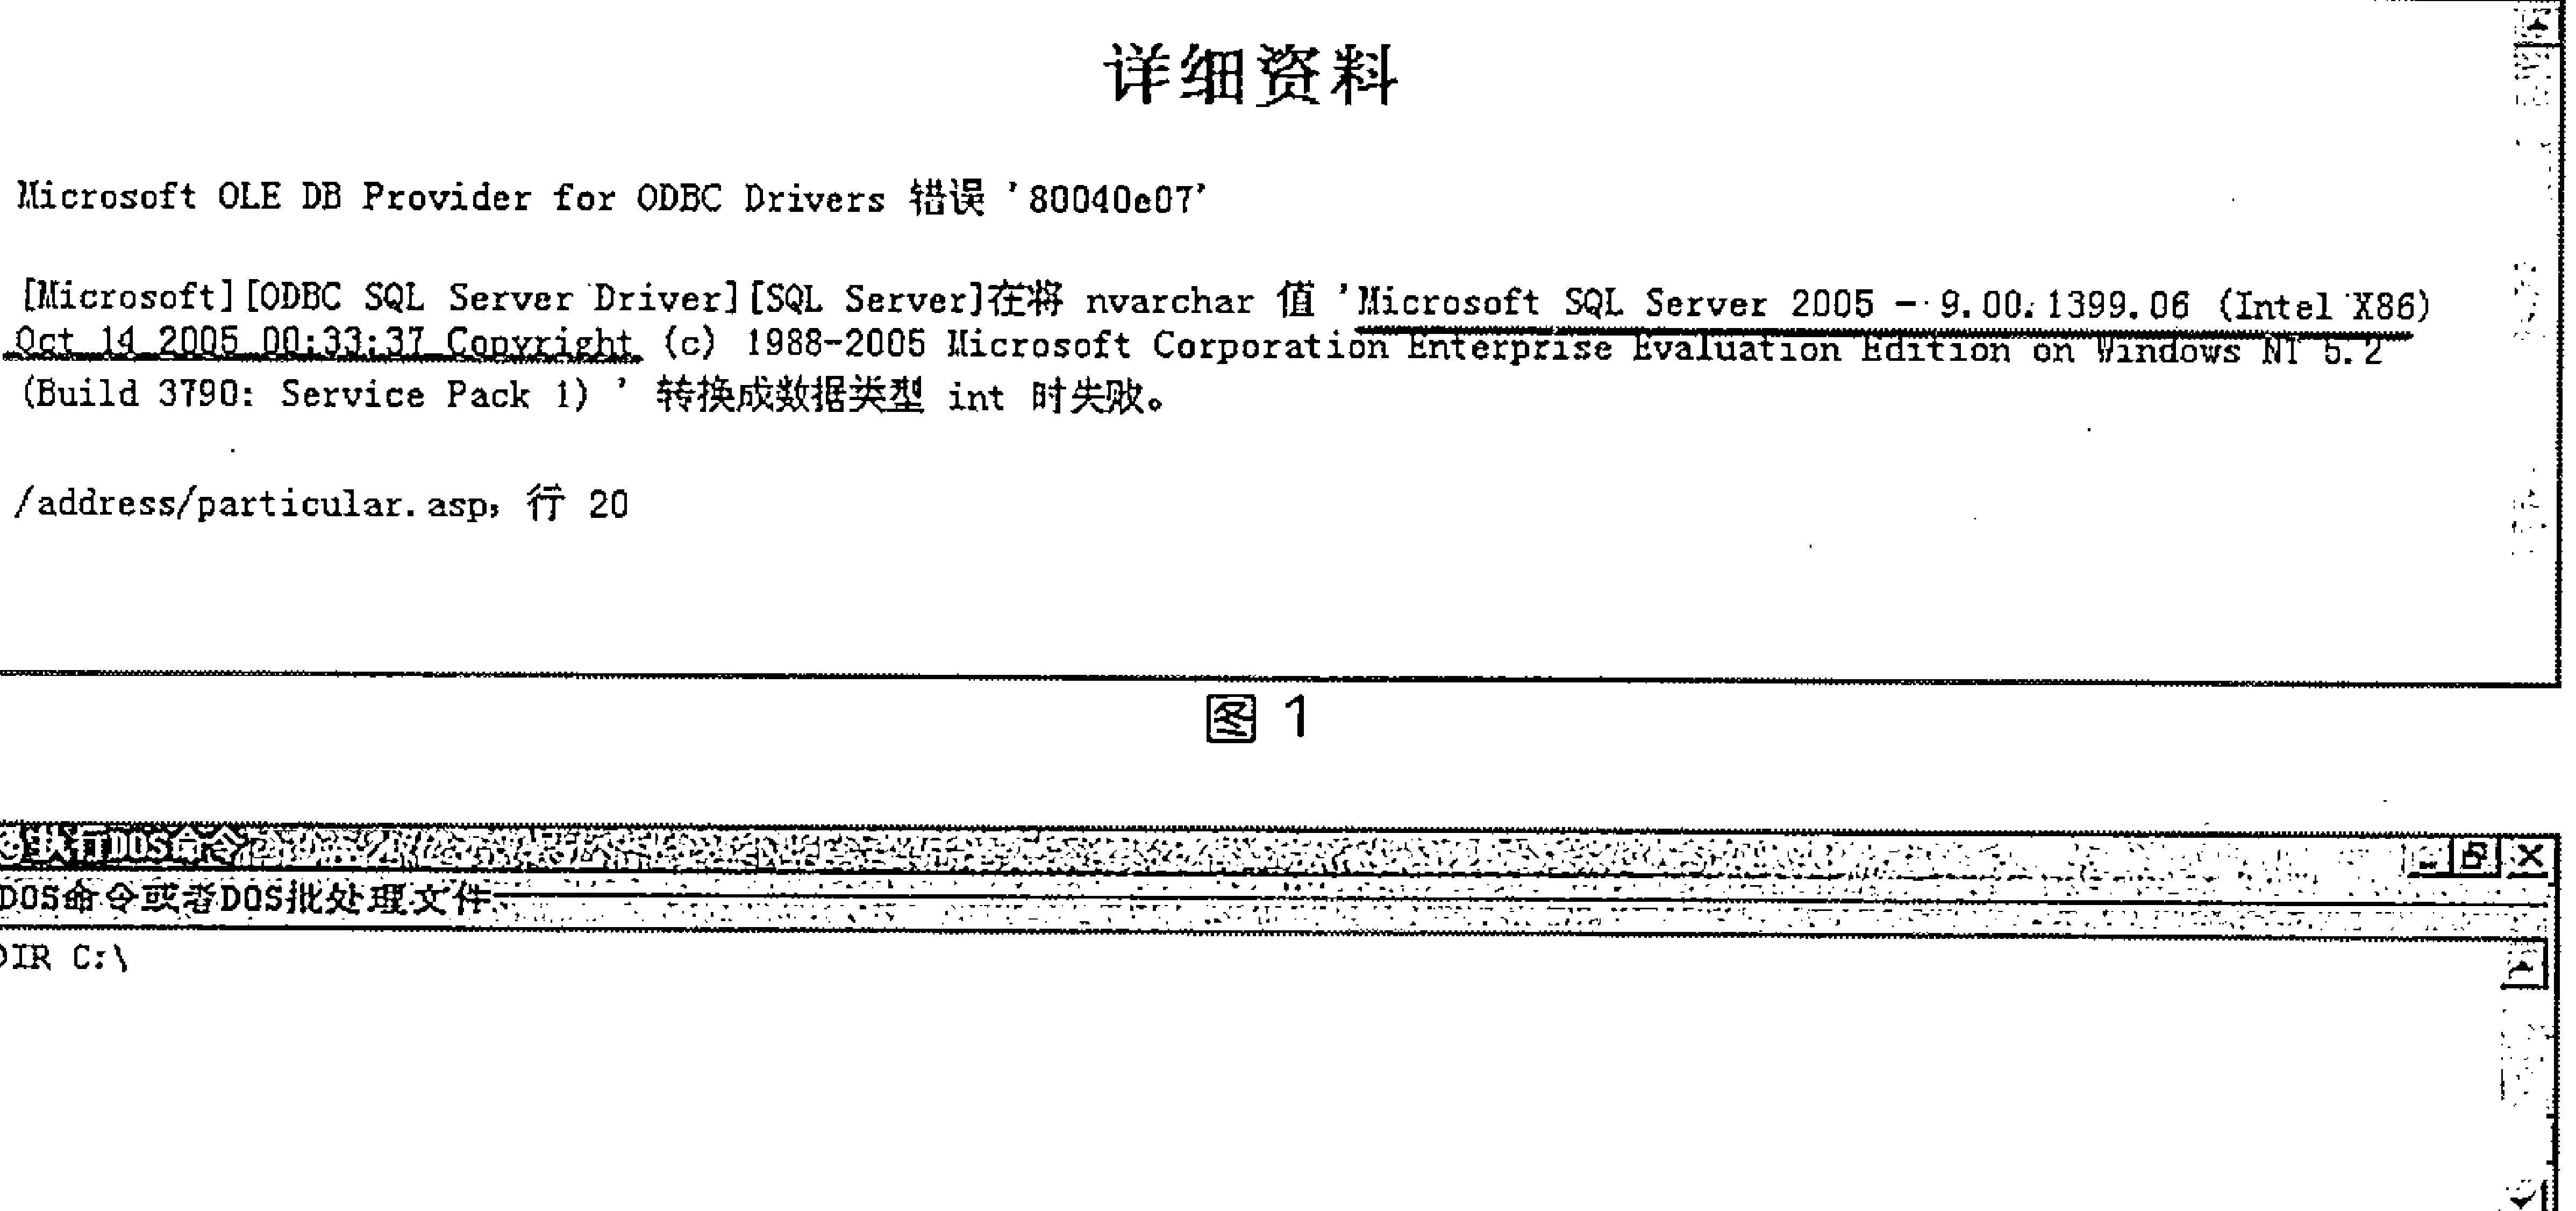 详细资料
Microsoft OLE DB Provider for ODBC Drivers 错误 '80040e07'
[Microsoft][ODBC SQL Server Driver][SQL Server]在将 nvarchar 值 'Microsoft SQL Server 2005 - 9.00.1399.06 (Intel X86)
Oct 14 2005 00:33:37 Copyright (c) 1988-2005 Microsoft Corporation Enterprise Evaluation Edition on Windows NT 5.2
(Build 3790: Service Pack 1) ' 转换成数据类型 int 时失败。
/address/particular.asp, 行 20
图 1
执行DOS命令
DOS命令或者DOS批处理文件
DIR C:\